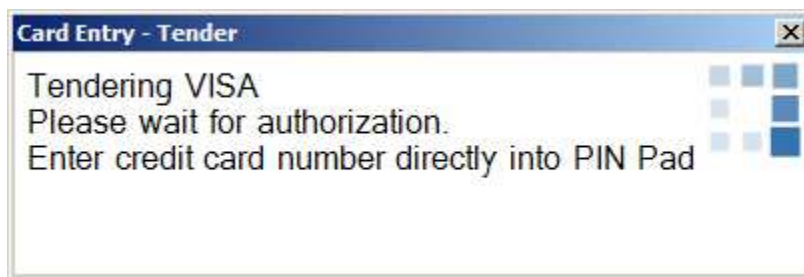 Card Entry - Tender
Tendering VISA
Please wait for authorization.
Enter credit card number directly into PIN Pad